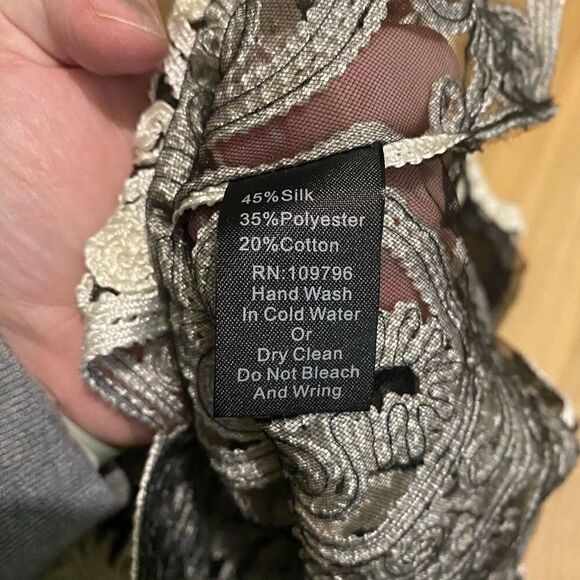 45%Silk
35%Polyester
20%Cotton
RN:109796
Hand Wash
In Cold Water
Or
Dry Clean
Do Not Bleach
And Wring